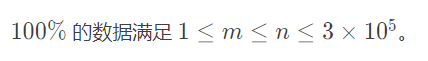 100% 的数据满足 1 ≤ m ≤ n ≤ 3 × 10⁵。